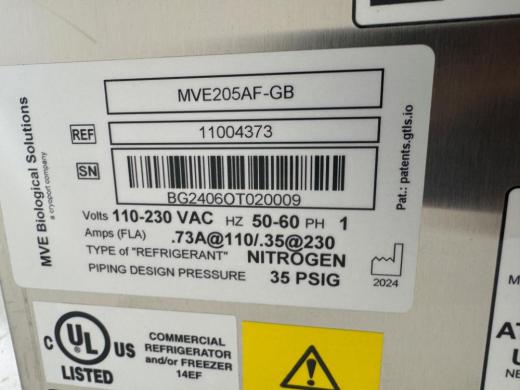 MVE205AF-GB
REF 11004373
SN BG2406OT020009
Volts 110-230 VAC HZ 50-60 PH 1
Amps (FLA) .73A@110/.35@230
TYPE of "REFRIGERANT" NITROGEN
PIPING DESIGN PRESSURE 35 PSIG
2024
MVE Biological Solutions
a cryoport company
Pat.: patents.gtls.io
C UL US
LISTED
COMMERCIAL
REFRIGERATOR
and/or FREEZER
14EF